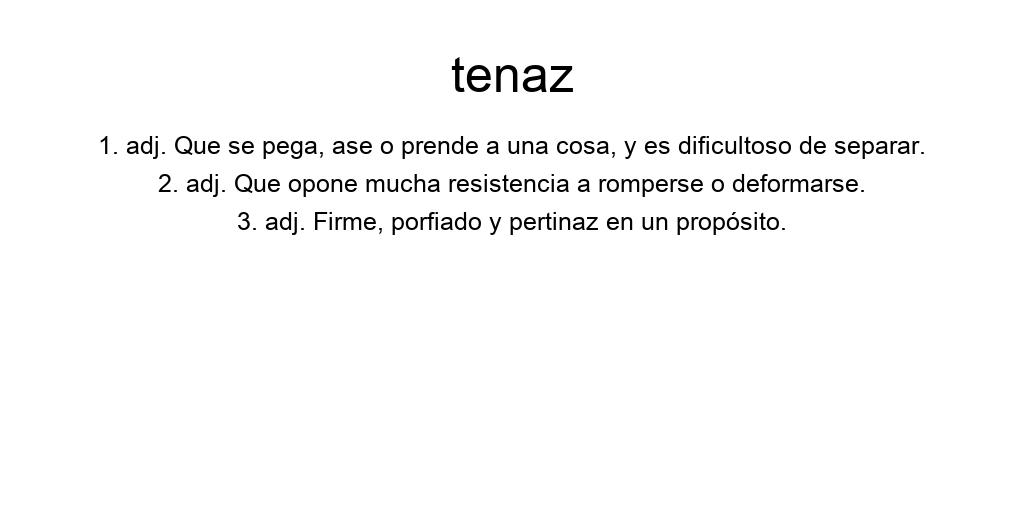 tenaz
1. adj. Que se pega, ase o prende a una cosa, y es dificultoso de separar.
2. adj. Que opone mucha resistencia a romperse o deformarse.
3. adj. Firme, porfiado y pertinaz en un propósito.